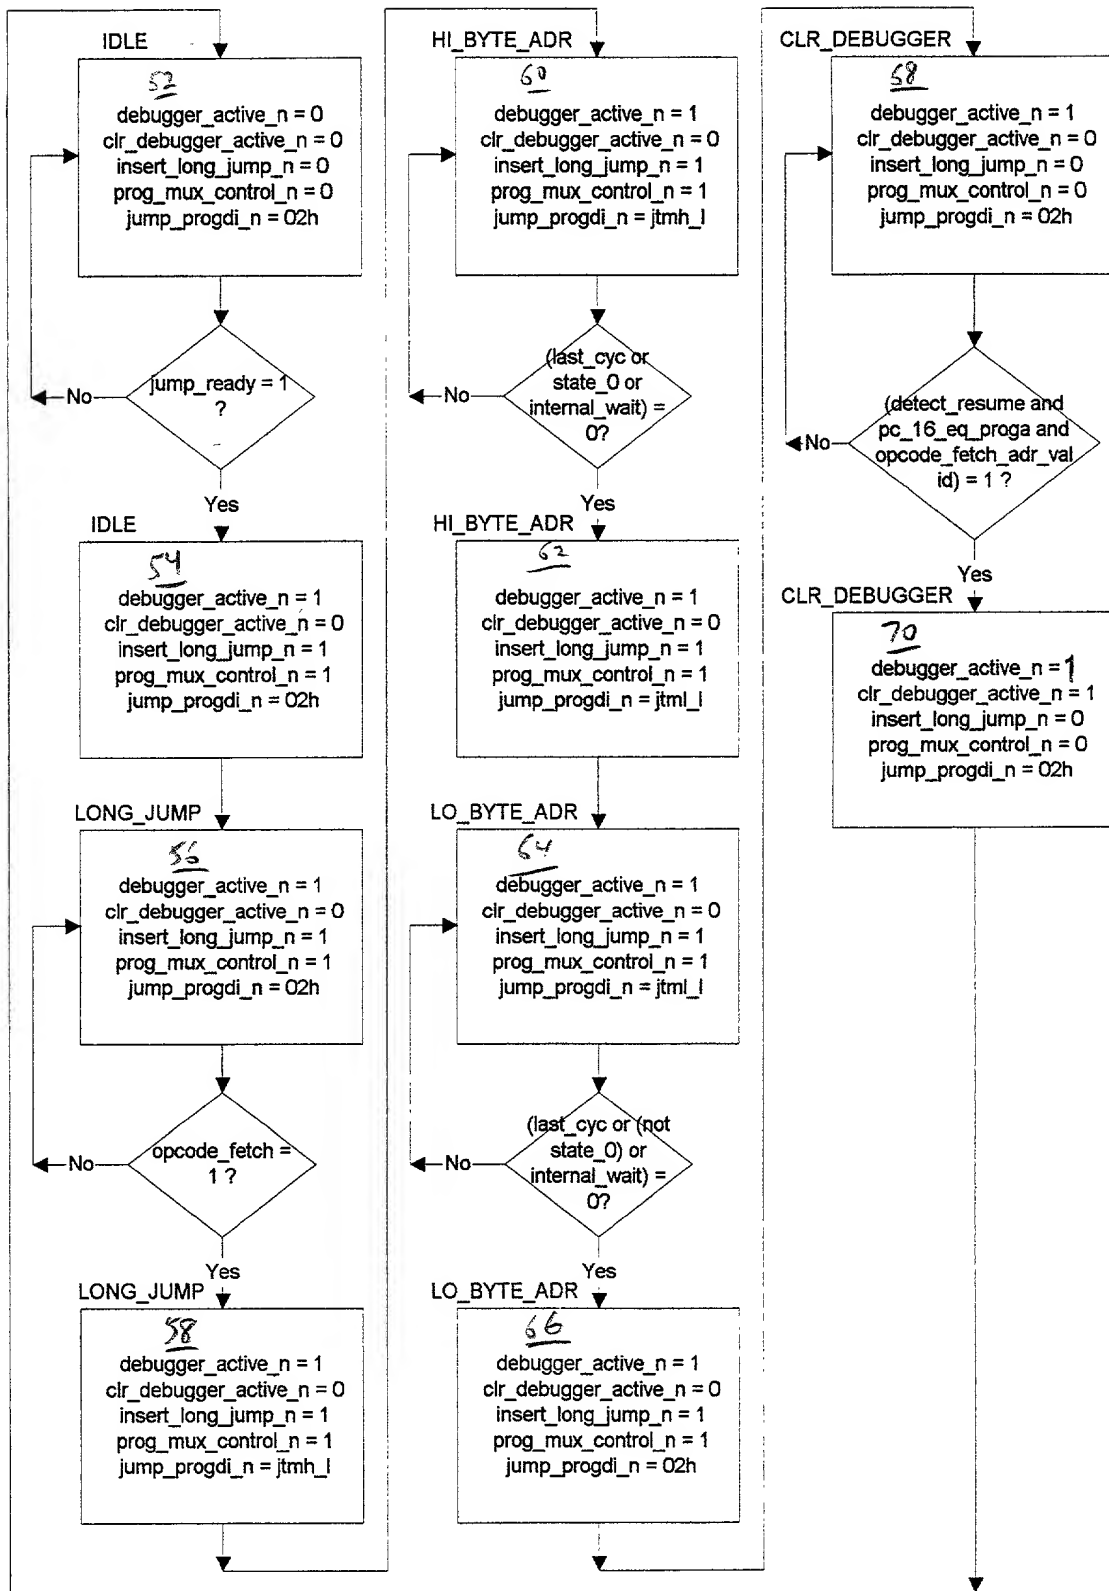 IDLE
52
debugger_active_n = 0
clr_debugger_active_n = 0
insert_long_jump_n = 0
prog_mux_control_n = 0
jump_progdi_n = 02h
jump_ready = 1
?
No
Yes
IDLE
54
debugger_active_n = 1
clr_debugger_active_n = 0
insert_long_jump_n = 1
prog_mux_control_n = 1
jump_progdi_n = 02h
LONG_JUMP
56
debugger_active_n = 1
clr_debugger_active_n = 0
insert_long_jump_n = 1
prog_mux_control_n = 1
jump_progdi_n = 02h
opcode_fetch =
1 ?
No
Yes
LONG_JUMP
58
debugger_active_n = 1
clr_debugger_active_n = 0
insert_long_jump_n = 1
prog_mux_control_n = 1
jump_progdi_n = jtmh_l
HI_BYTE_ADR
60
debugger_active_n = 1
clr_debugger_active_n = 0
insert_long_jump_n = 1
prog_mux_control_n = 1
jump_progdi_n = jtmh_l
(last_cyc or
state_0 or
internal_wait) =
0?
No
Yes
HI_BYTE_ADR
62
debugger_active_n = 1
clr_debugger_active_n = 0
insert_long_jump_n = 1
prog_mux_control_n = 1
jump_progdi_n = jtml_l
LO_BYTE_ADR
64
debugger_active_n = 1
clr_debugger_active_n = 0
insert_long_jump_n = 1
prog_mux_control_n = 1
jump_progdi_n = jtml_l
(last_cyc or (not
state_0) or
internal_wait) =
0?
No
Yes
LO_BYTE_ADR
66
debugger_active_n = 1
clr_debugger_active_n = 0
insert_long_jump_n = 1
prog_mux_control_n = 1
jump_progdi_n = 02h
CLR_DEBUGGER
68
debugger_active_n = 1
clr_debugger_active_n = 0
insert_long_jump_n = 0
prog_mux_control_n = 0
jump_progdi_n = 02h
(detect_resume and
pc_16_eq_proga and
opcode_fetch_adr_val
id) = 1 ?
No
Yes
CLR_DEBUGGER
70
debugger_active_n = 1
clr_debugger_active_n = 1
insert_long_jump_n = 0
prog_mux_control_n = 0
jump_progdi_n = 02h